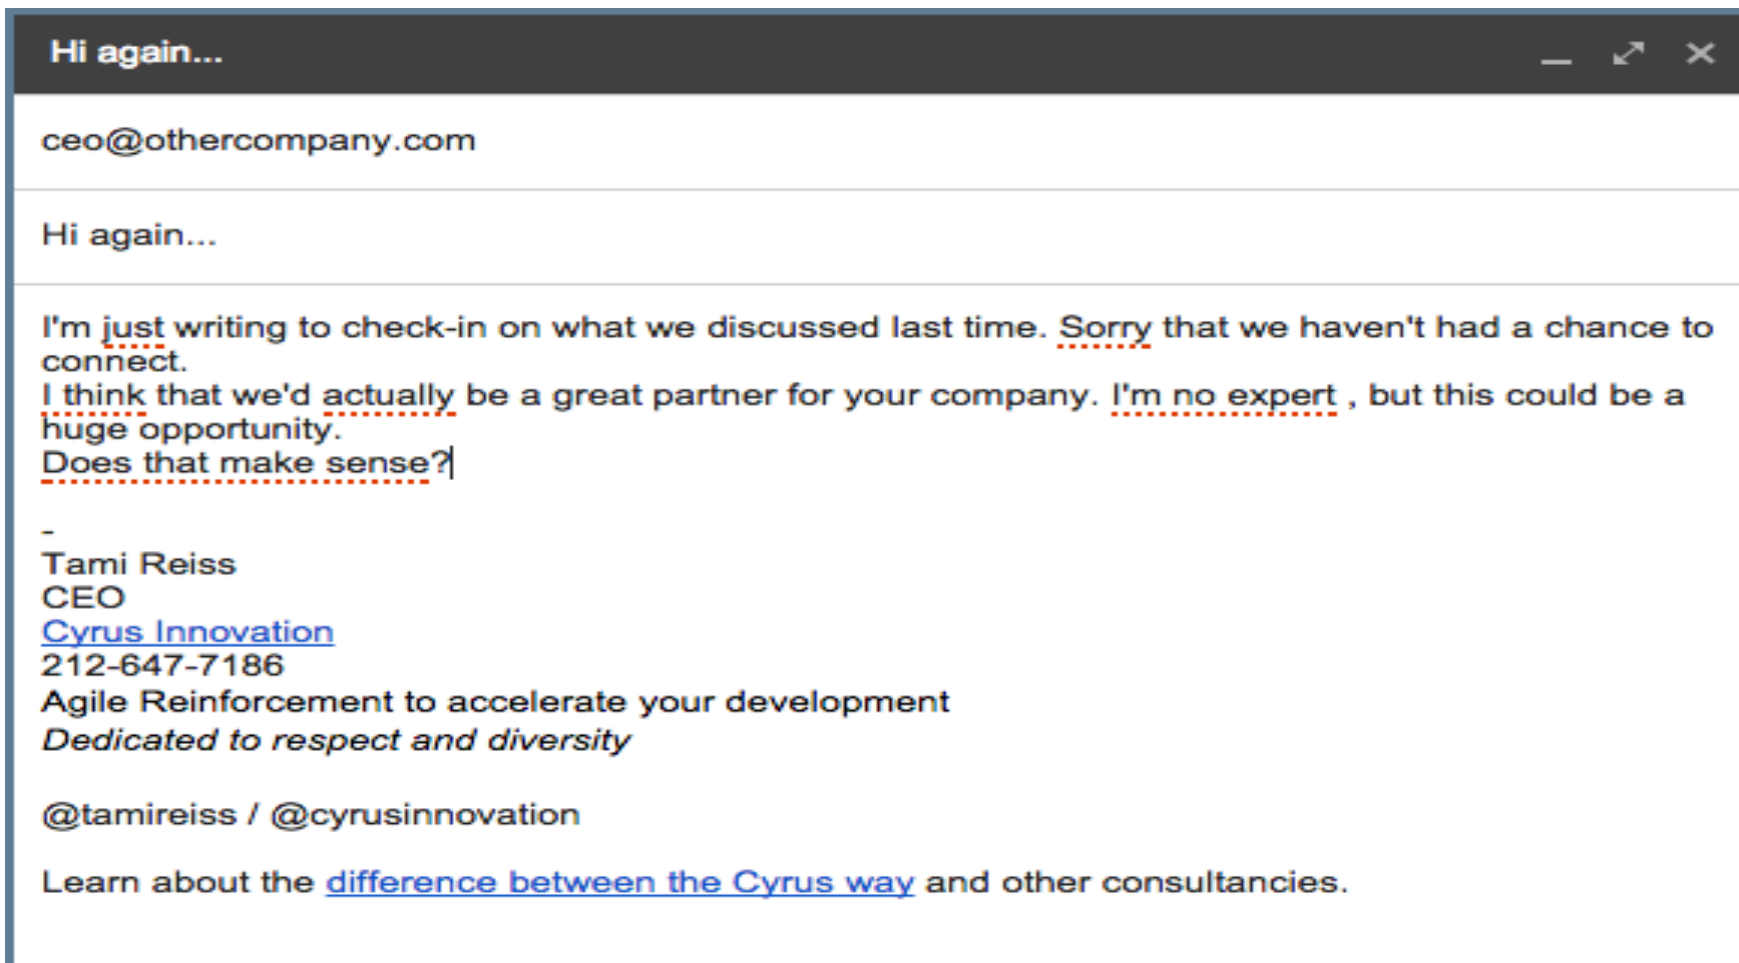 Hi again...
ceo@othercompany.com
Hi again...
I'm just writing to check-in on what we discussed last time. Sorry that we haven't had a chance to
connect.
I think that we'd actually be a great partner for your company. I'm no expert , but this could be a
huge opportunity.
Does that make sense?
-
Tami Reiss
CEO
Cyrus Innovation
212-647-7186
Agile Reinforcement to accelerate your development
Dedicated to respect and diversity
@tamireiss / @cyrusinnovation
Learn about the difference between the Cyrus way and other consultancies.